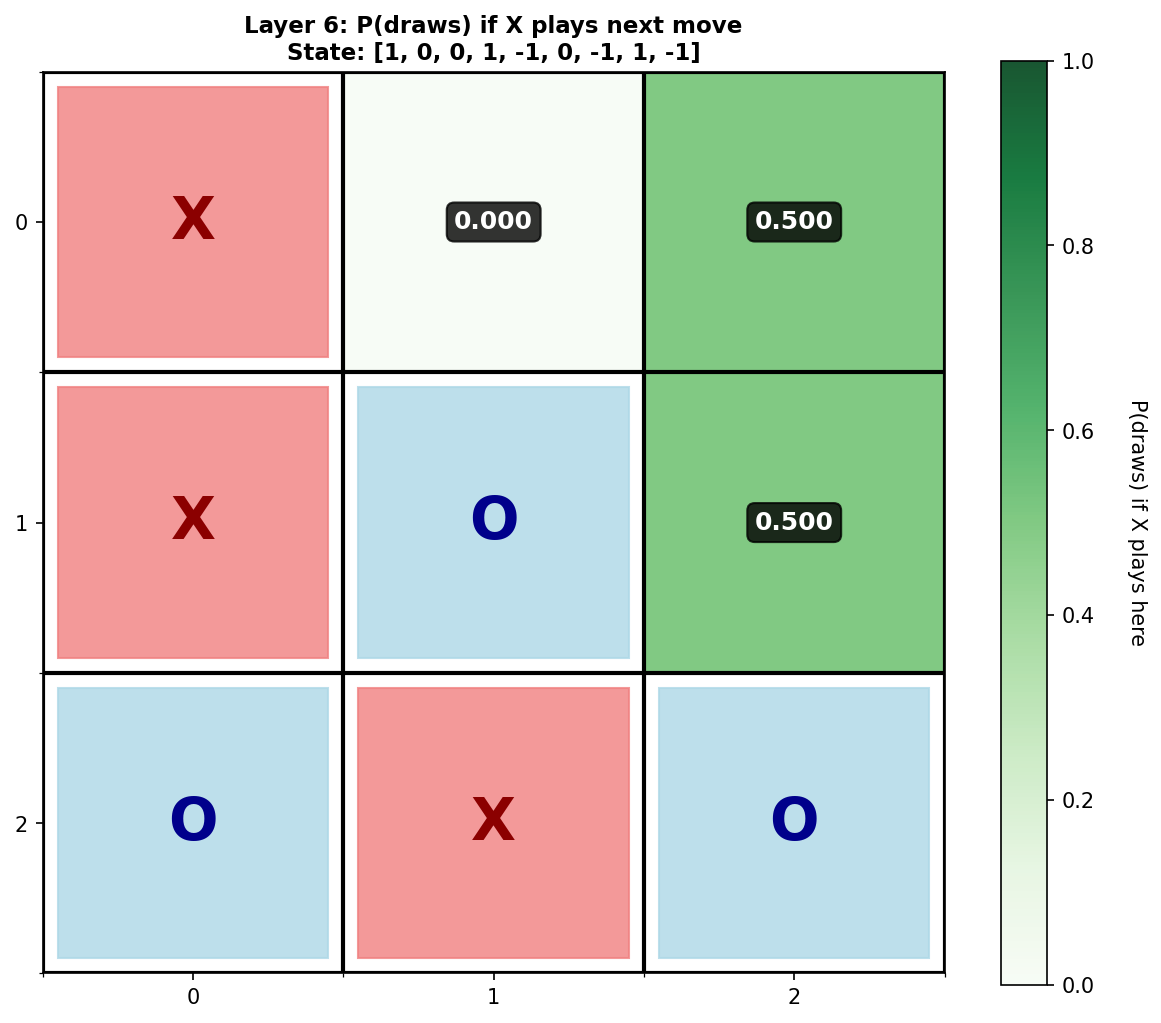 Layer 6: P(draws) if X plays next move
State: [1, 0, 0, 1, -1, 0, -1, 1, -1]
X
0.000
0.500
X
O
0.500
O
X
O
0
1
2
0
1
2
1.0
0.8
0.6
0.4
0.2
0.0
P(draws) if X plays here